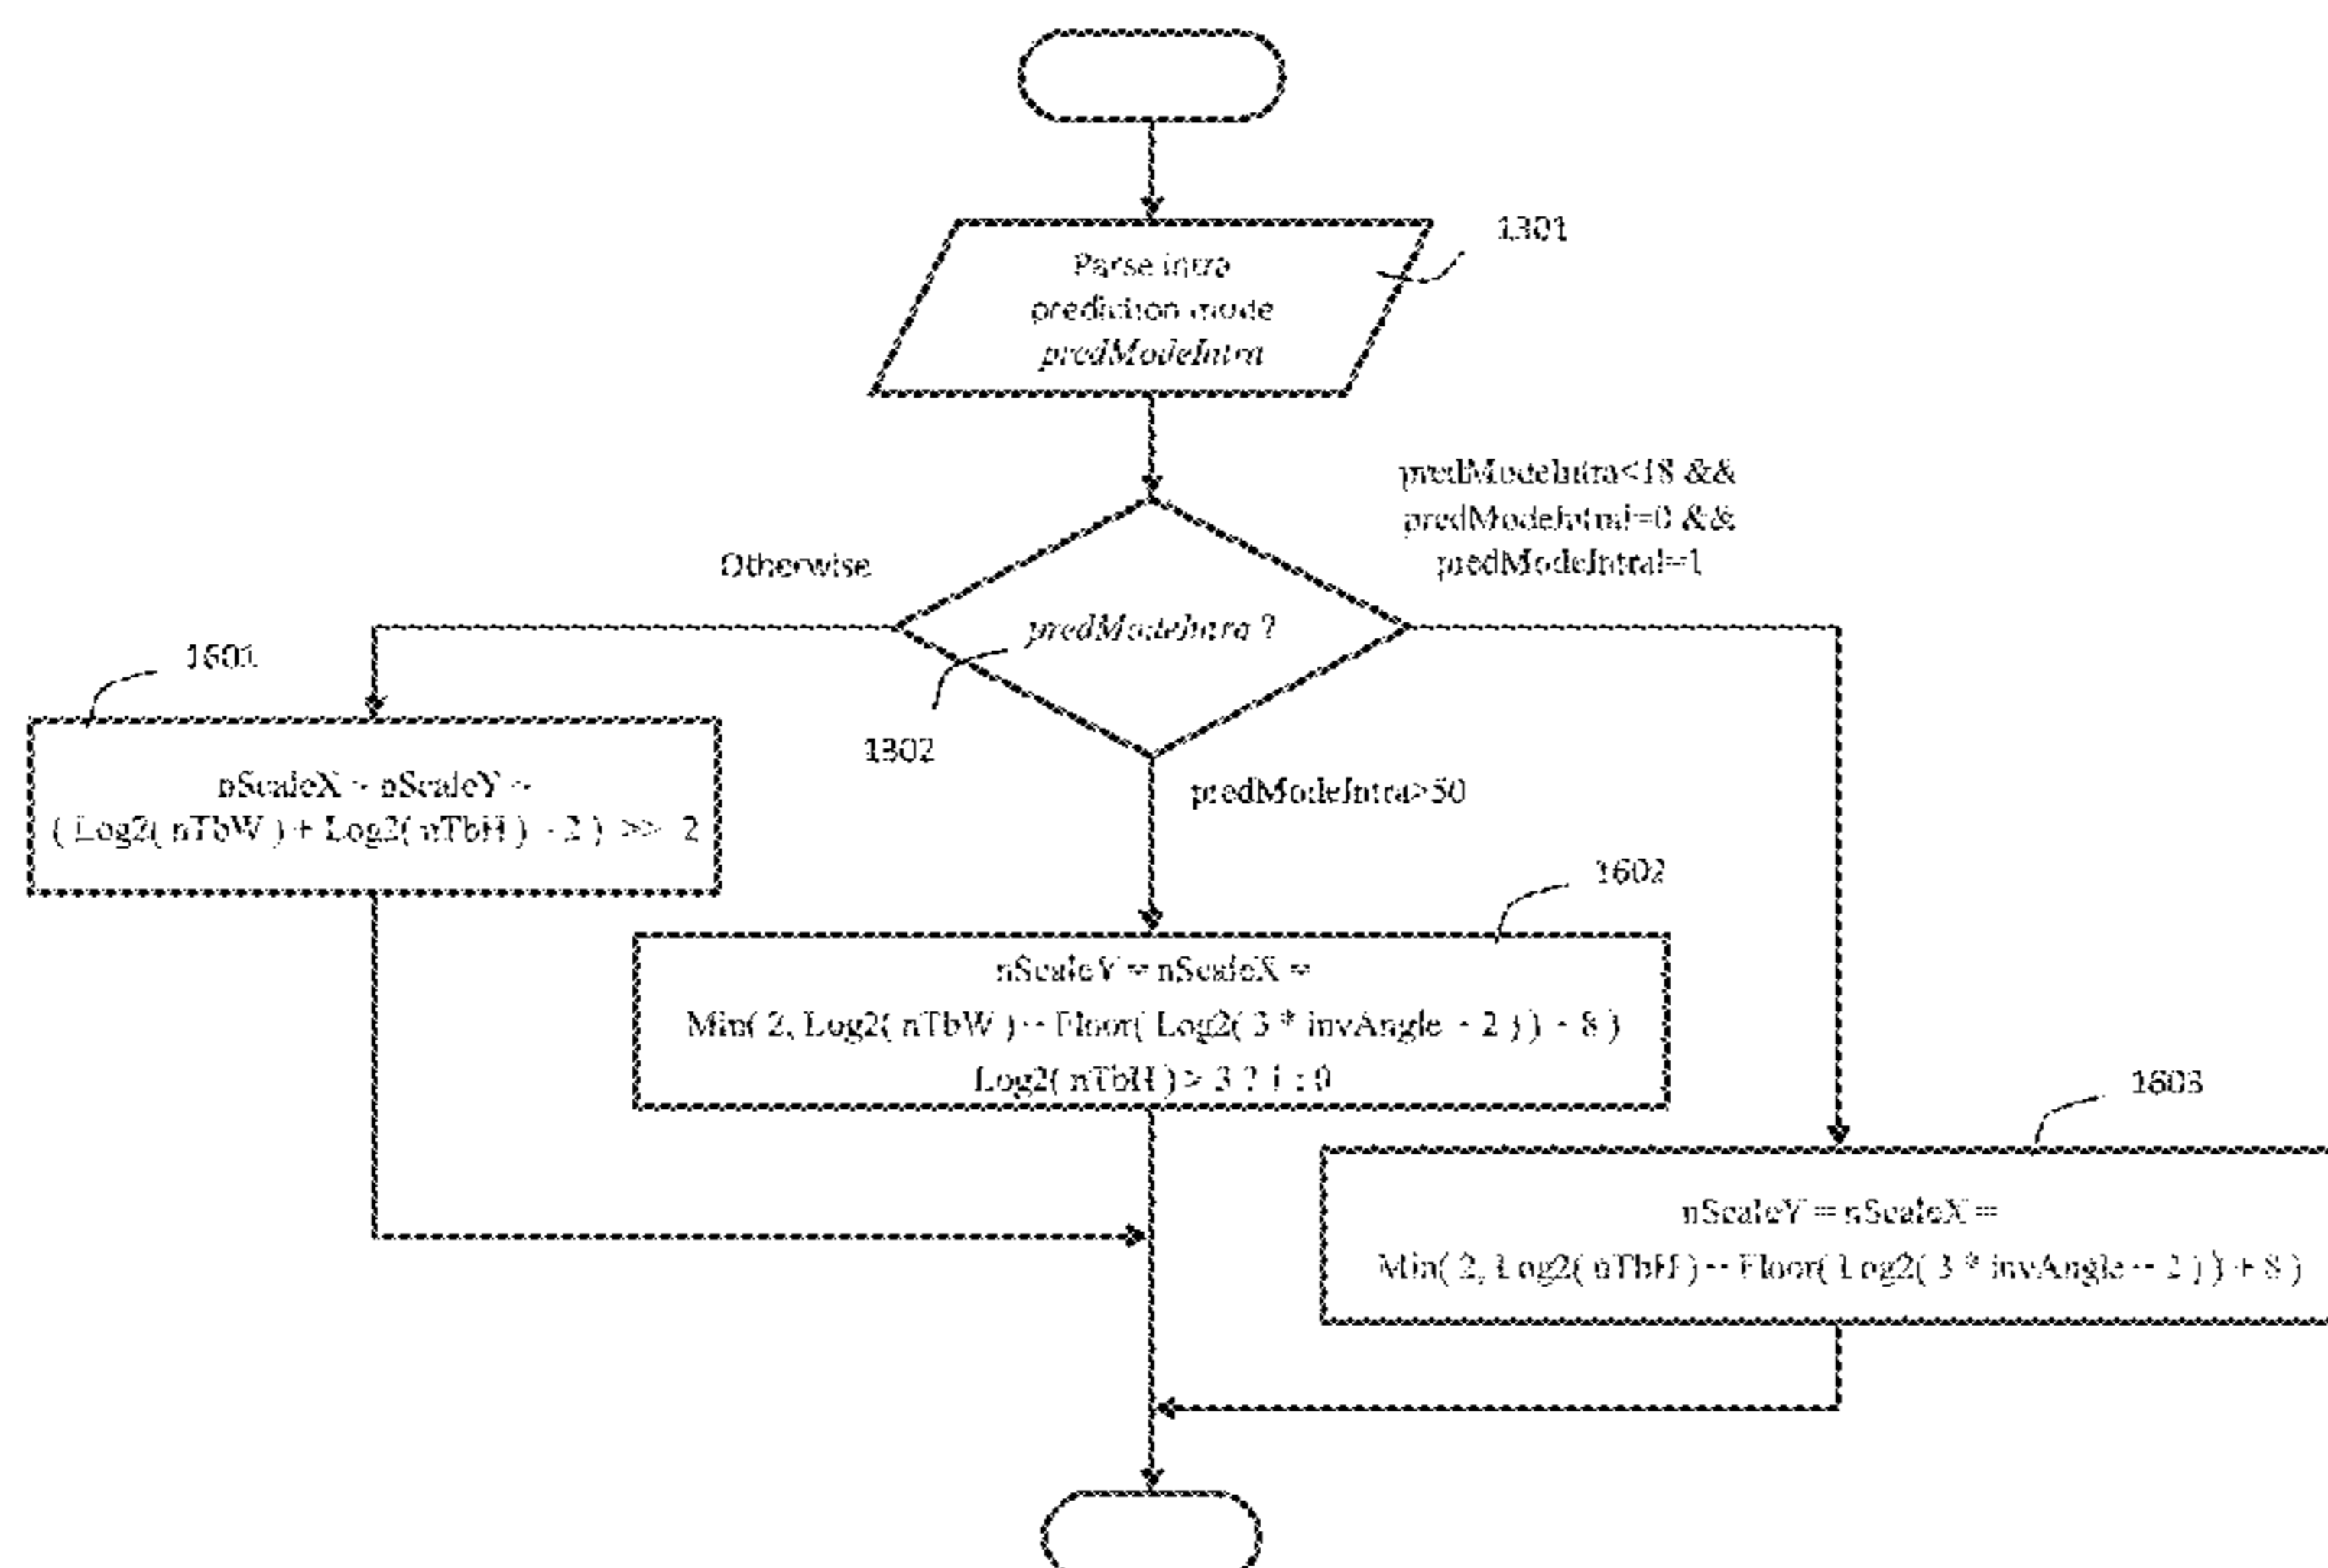 1301
Parse intra
prediction mode
predModeIntra
predModeIntra<18 &&
predModeIntra!=0 &&
predModeIntra!=1
Otherwise
predModeIntra ?
1601
1302
nScaleX = nScaleY =
( Log2( nTbW ) + Log2( nTbH ) - 2 ) >> 2
predModeIntra>50
1602
nScaleY = nScaleX =
Min( 2, Log2( nTbW ) - Floor( Log2( 3 * invAngle - 2 ) ) + 8 )
Log2( nTbH ) > 3 ? 1 : 0
1603
nScaleY = nScaleX =
Min( 2, Log2( nTbH ) - Floor( Log2( 3 * invAngle - 2 ) ) + 8 )